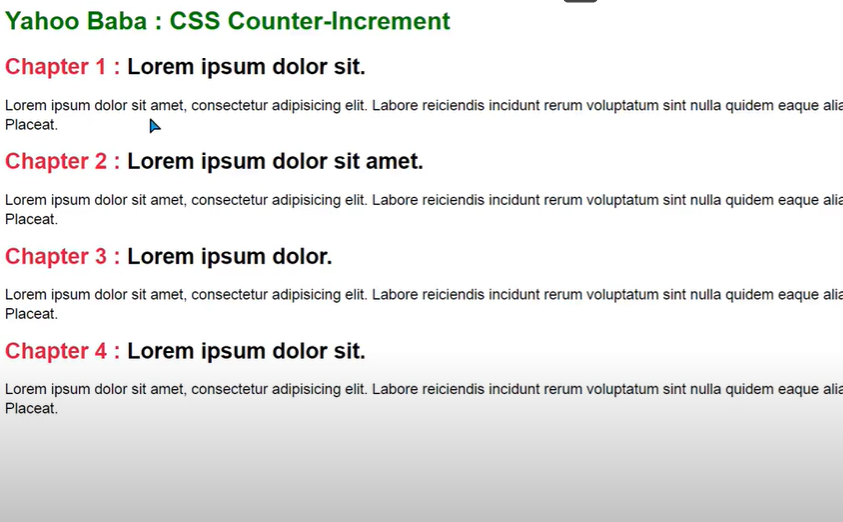 Yahoo Baba : CSS Counter-Increment
Chapter 1 : Lorem ipsum dolor sit.
Lorem ipsum dolor sit amet, consectetur adipisicing elit. Labore reiciendis incidunt rerum voluptatum sint nulla quidem eaque alia
Placeat.
Chapter 2 : Lorem ipsum dolor sit amet.
Lorem ipsum dolor sit amet, consectetur adipisicing elit. Labore reiciendis incidunt rerum voluptatum sint nulla quidem eaque alia
Placeat.
Chapter 3 : Lorem ipsum dolor.
Lorem ipsum dolor sit amet, consectetur adipisicing elit. Labore reiciendis incidunt rerum voluptatum sint nulla quidem eaque alia
Placeat.
Chapter 4 : Lorem ipsum dolor sit.
Lorem ipsum dolor sit amet, consectetur adipisicing elit. Labore reiciendis incidunt rerum voluptatum sint nulla quidem eaque alia
Placeat.